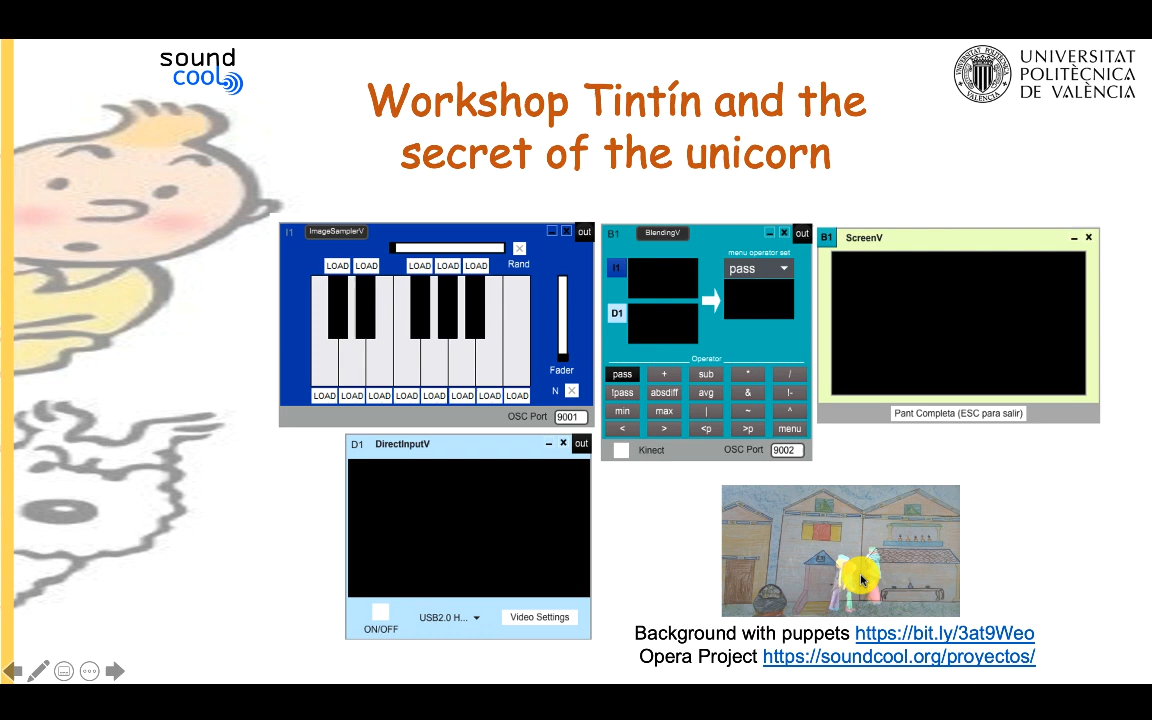 sound
cool
UNIVERSITAT
POLITÈCNICA
DE VALÈNCIA
Workshop Tintín and the
secret of the unicorn
I1 ImageSamplerV out
LOAD LOAD LOAD LOAD LOAD Rand
Fader
N
LOAD LOAD LOAD LOAD LOAD LOAD LOAD LOAD
OSC Port 9001
B1 BlendingV out
menu operator set
I1 pass
D1
Operator
pass + sub * /
!pass absdiff avg & !-
min max | ~ ^
< > <p >p menu
Kinect OSC Port 9002
B1 ScreenV
Pant Completa (ESC para salir)
D1 DirectInputV out
ON/OFF USB2.0 H... Video Settings
Background with puppets https://bit.ly/3at9Weo
Opera Project https://soundcool.org/proyectos/